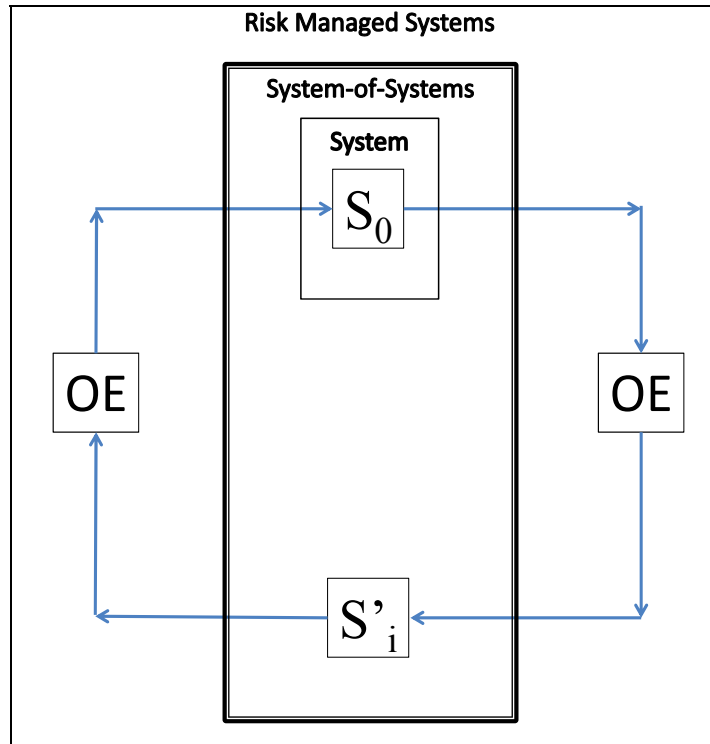 Risk Managed Systems
System-of-Systems
System
S₀
OE
OE
S’ᵢ